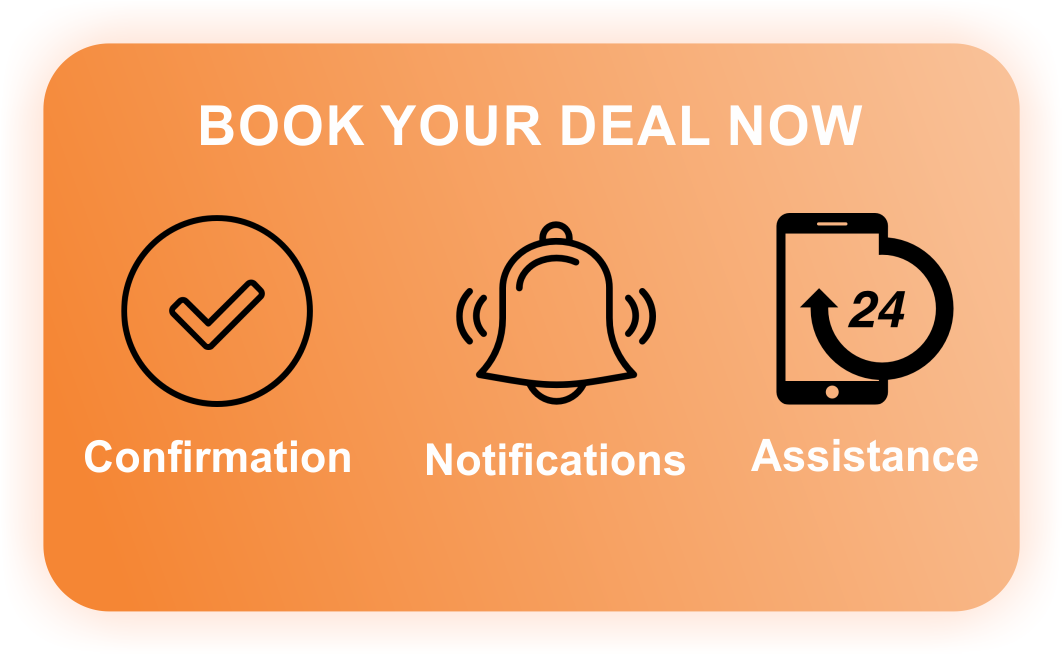 BOOK YOUR DEAL NOW
24
Confirmation
Notifications
Assistance